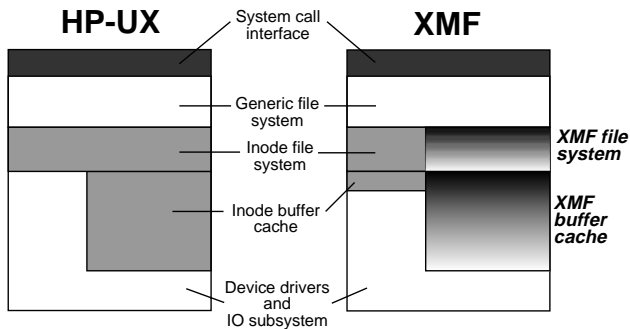 HP-UX
System call
interface
XMF
Generic file
system
Inode file
system
XMF file
system
Inode buffer
cache
XMF
buffer
cache
Device drivers
and
IO subsystem